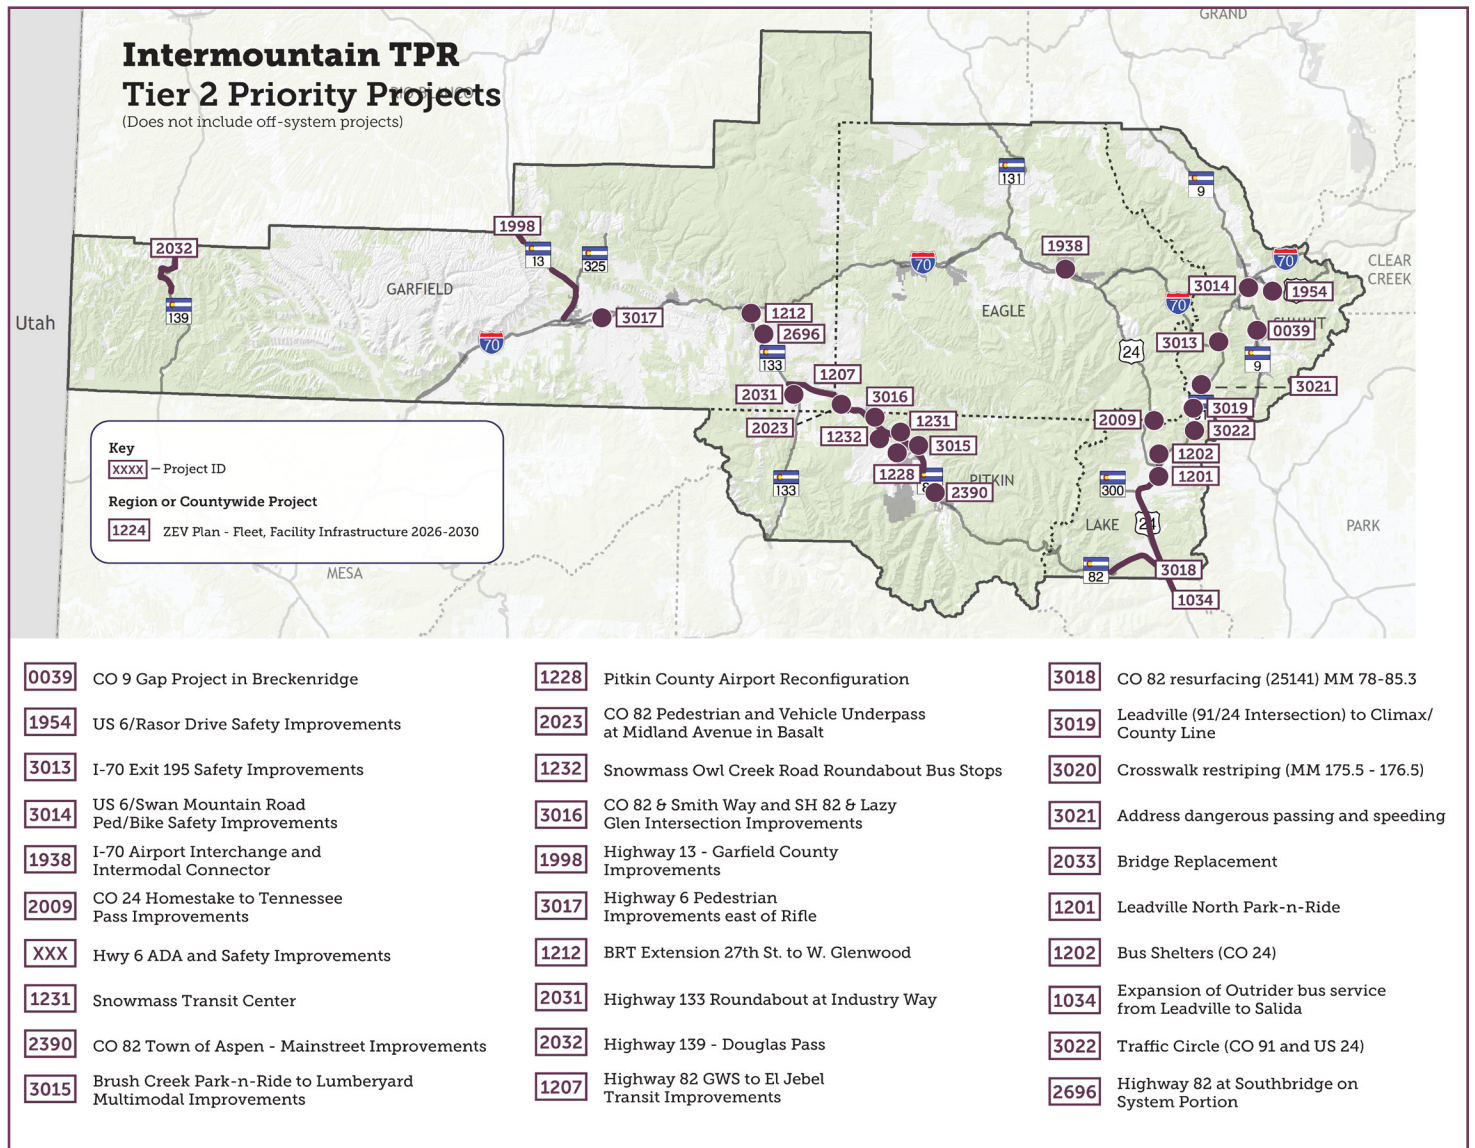 GRAND
Intermountain TPR
Tier 2 Priority Projects
RIO BLANCO
(Does not include off-system projects)
131
9
1998
2032
13
325
1938
70
70
CLEAR
CREEK
GARFIELD
139
3014
1954
70
EAGLE
SUMMIT
Utah
3017
1212
2696
0039
3013
70
133
24
9
1207
3021
2031
3016
3019
2023
1231
2009
3022
1232
3015
1202
1228
8
PITKIN
1201
133
2390
300
24
LAKE
PARK
82
3018
1034
MESA
Key
XXXX – Project ID
Region or Countywide Project
1224 ZEV Plan - Fleet, Facility Infrastructure 2026-2030
0039 CO 9 Gap Project in Breckenridge
1954 US 6/Rasor Drive Safety Improvements
3013 I-70 Exit 195 Safety Improvements
3014 US 6/Swan Mountain Road
Ped/Bike Safety Improvements
1938 I-70 Airport Interchange and
Intermodal Connector
2009 CO 24 Homestake to Tennessee
Pass Improvements
XXX Hwy 6 ADA and Safety Improvements
1231 Snowmass Transit Center
2390 CO 82 Town of Aspen - Mainstreet Improvements
3015 Brush Creek Park-n-Ride to Lumberyard
Multimodal Improvements
1228 Pitkin County Airport Reconfiguration
2023 CO 82 Pedestrian and Vehicle Underpass
at Midland Avenue in Basalt
1232 Snowmass Owl Creek Road Roundabout Bus Stops
3016 CO 82 & Smith Way and SH 82 & Lazy
Glen Intersection Improvements
1998 Highway 13 - Garfield County
Improvements
3017 Highway 6 Pedestrian
Improvements east of Rifle
1212 BRT Extension 27th St. to W. Glenwood
2031 Highway 133 Roundabout at Industry Way
2032 Highway 139 - Douglas Pass
1207 Highway 82 GWS to El Jebel
Transit Improvements
3018 CO 82 resurfacing (25141) MM 78-85.3
3019 Leadville (91/24 Intersection) to Climax/
County Line
3020 Crosswalk restriping (MM 175.5 - 176.5)
3021 Address dangerous passing and speeding
2033 Bridge Replacement
1201 Leadville North Park-n-Ride
1202 Bus Shelters (CO 24)
1034 Expansion of Outrider bus service
from Leadville to Salida
3022 Traffic Circle (CO 91 and US 24)
2696 Highway 82 at Southbridge on
System Portion